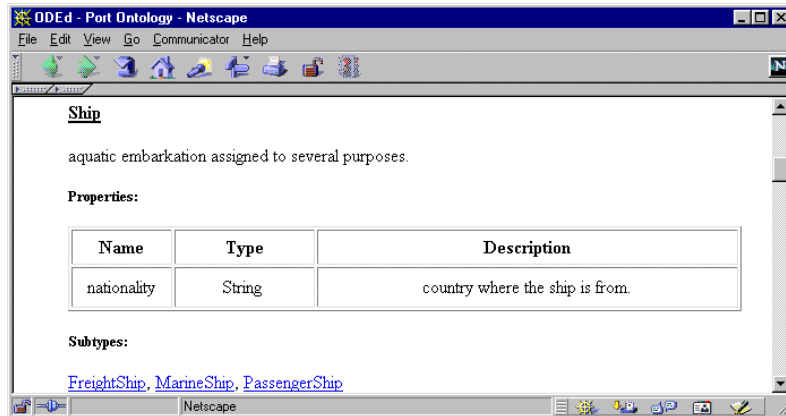 ODEd - Port Ontology - Netscape
File Edit View Go Communicator Help
N
Ship
aquatic embarkation assigned to several purposes.
Properties:
Name Type Description
nationality String country where the ship is from.
Subtypes:
FreightShip, MarineShip, PassengerShip
Netscape